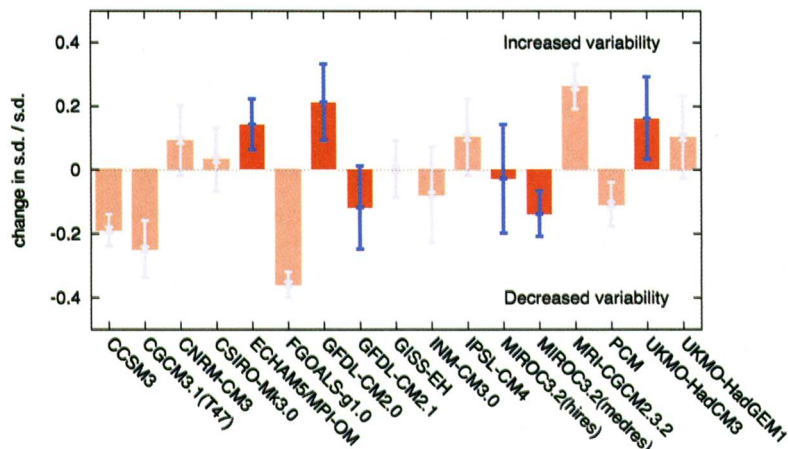 0.4
0.2
0
-0.2
-0.4
change in s.d. / s.d.
Increased variability
Decreased variability
CCSM3
CGCM3.1(T47)
CNRM-CM3
CSIRO-Mk3.0
ECHAM5/MPI-OM
FGOALS-g1.0
GFDL-CM2.0
GFDL-CM2.1
GISS-EH
INM-CM3.0
IPSL-CM4
MIROC3.2(hires)
MIROC3.2(medres)
MRI-CGCM2.3.2
PCM
UKMO-HadCM3
UKMO-HadGEM1